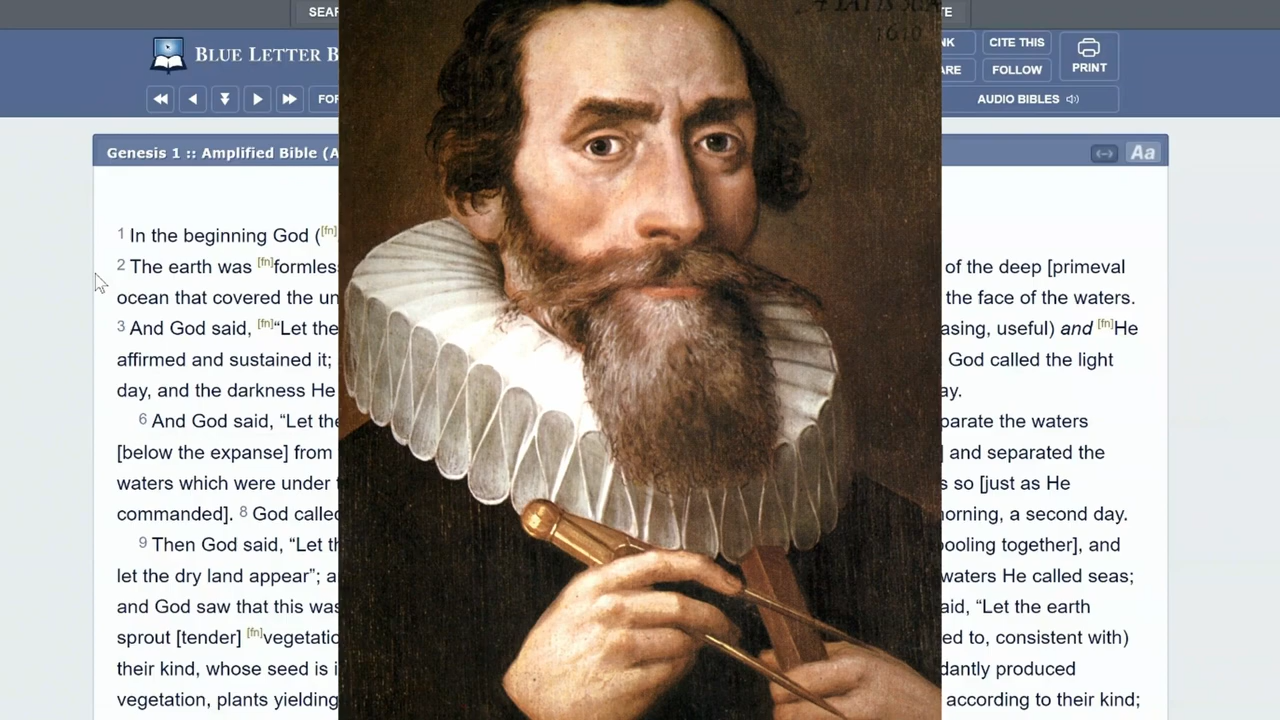 SEAR
TE
BLUE LETTER B
NK
CITE THIS
PRINT
ARE
FOLLOW
FOR
AUDIO BIBLES
ÆTATIS SUÆ
1610
Genesis 1 :: Amplified Bible (A
Aa
1 In the beginning God ([fn]
2 The earth was [fn]formles
of the deep [primeval
ocean that covered the un
the face of the waters.
3 And God said, [fn]“Let the
asing, useful) and [fn]He
affirmed and sustained it;
God called the light
day, and the darkness He
ay.
6 And God said, “Let the
parate the waters
[below the expanse] from
] and separated the
waters which were under
s so [just as He
commanded]. 8 God called
orning, a second day.
9 Then God said, “Let th
pooling together], and
let the dry land appear”; a
waters He called seas;
and God saw that this was
aid, “Let the earth
sprout [tender] [fn]vegetatio
ed to, consistent with)
their kind, whose seed is i
dantly produced
vegetation, plants yielding
according to their kind;